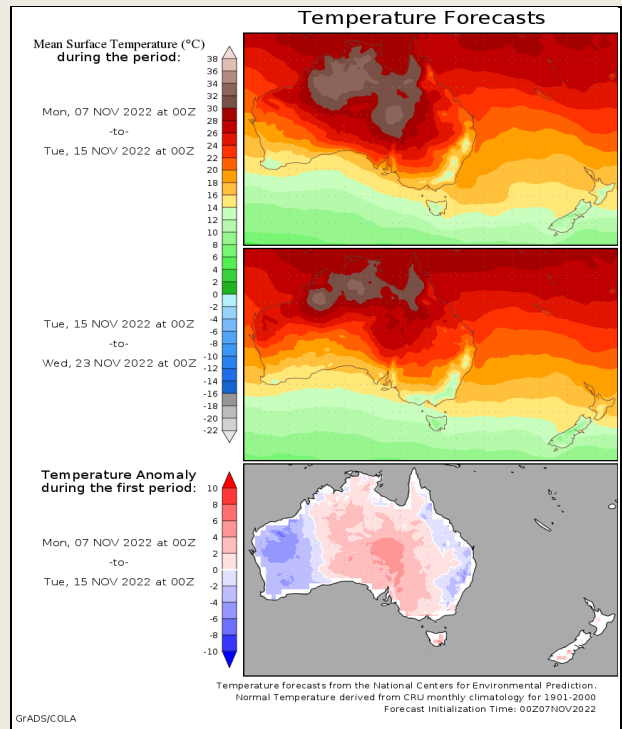 Temperature Forecasts
Mean Surface Temperature (°C)
during the period:
Mon, 07 NOV 2022 at 00Z
-to-
Tue, 15 NOV 2022 at 00Z
38
36
34
32
30
28
26
24
22
20
18
16
14
12
10
8
6
4
2
0
-2
-4
-6
-8
-10
-12
-14
-16
-18
-20
-22
Tue, 15 NOV 2022 at 00Z
-to-
Wed, 23 NOV 2022 at 00Z
Temperature Anomaly
during the first period:
Mon, 07 NOV 2022 at 00Z
-to-
Tue, 15 NOV 2022 at 00Z
10
8
6
4
2
0
-2
-4
-6
-8
-10
Temperature forecasts from the National Centers for Environmental Prediction.
Normal Temperature derived from CRU monthly climatology for 1901-2000
Forecast Initialization Time: 00Z07NOV2022
GrADS/COLA